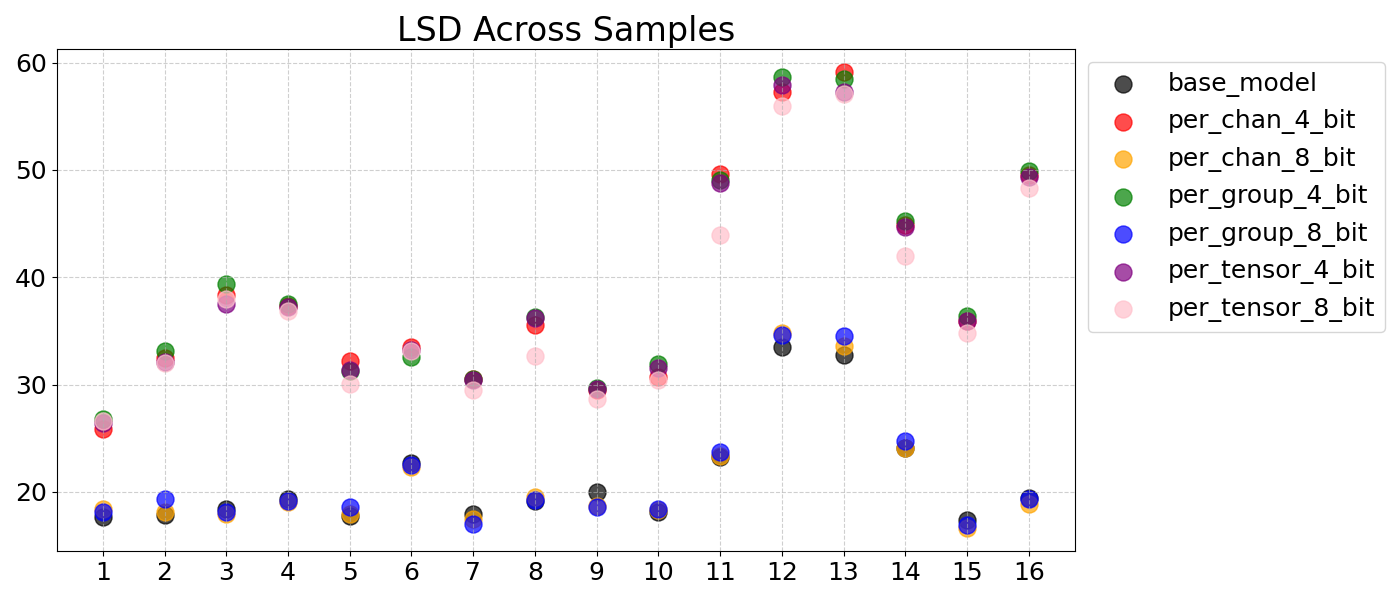 LSD Across Samples
60
50
40
30
20
1 2 3 4 5 6 7 8 9 10 11 12 13 14 15 16
base_model
per_chan_4_bit
per_chan_8_bit
per_group_4_bit
per_group_8_bit
per_tensor_4_bit
per_tensor_8_bit